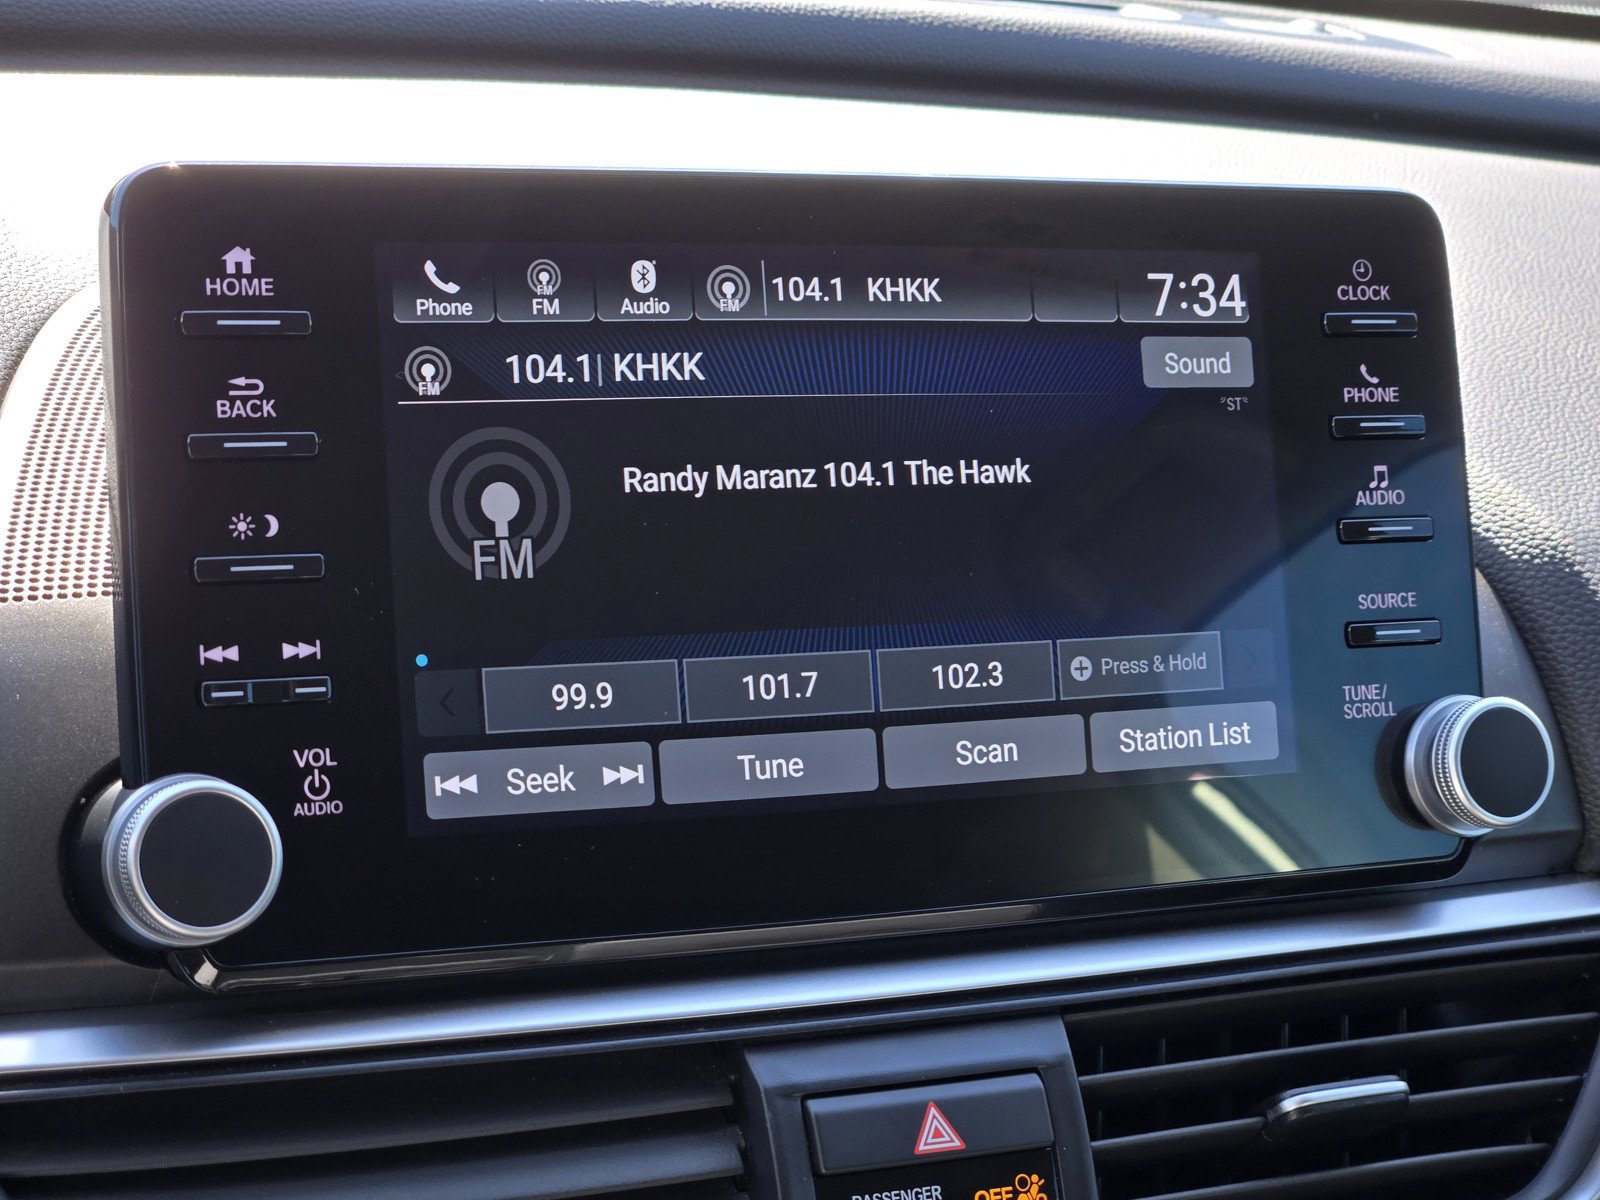 HOME
Phone
FM
FM
Audio
FM
104.1 KHKK
7:34
CLOCK
FM
104.1| KHKK
Sound
BACK
PHONE
"ST"
Randy Maranz 104.1 The Hawk
FM
AUDIO
SOURCE
99.9
101.7
102.3
Press & Hold
TUNE/
SCROLL
Seek
Tune
Scan
Station List
VOL
AUDIO
PASSENGER
OFF